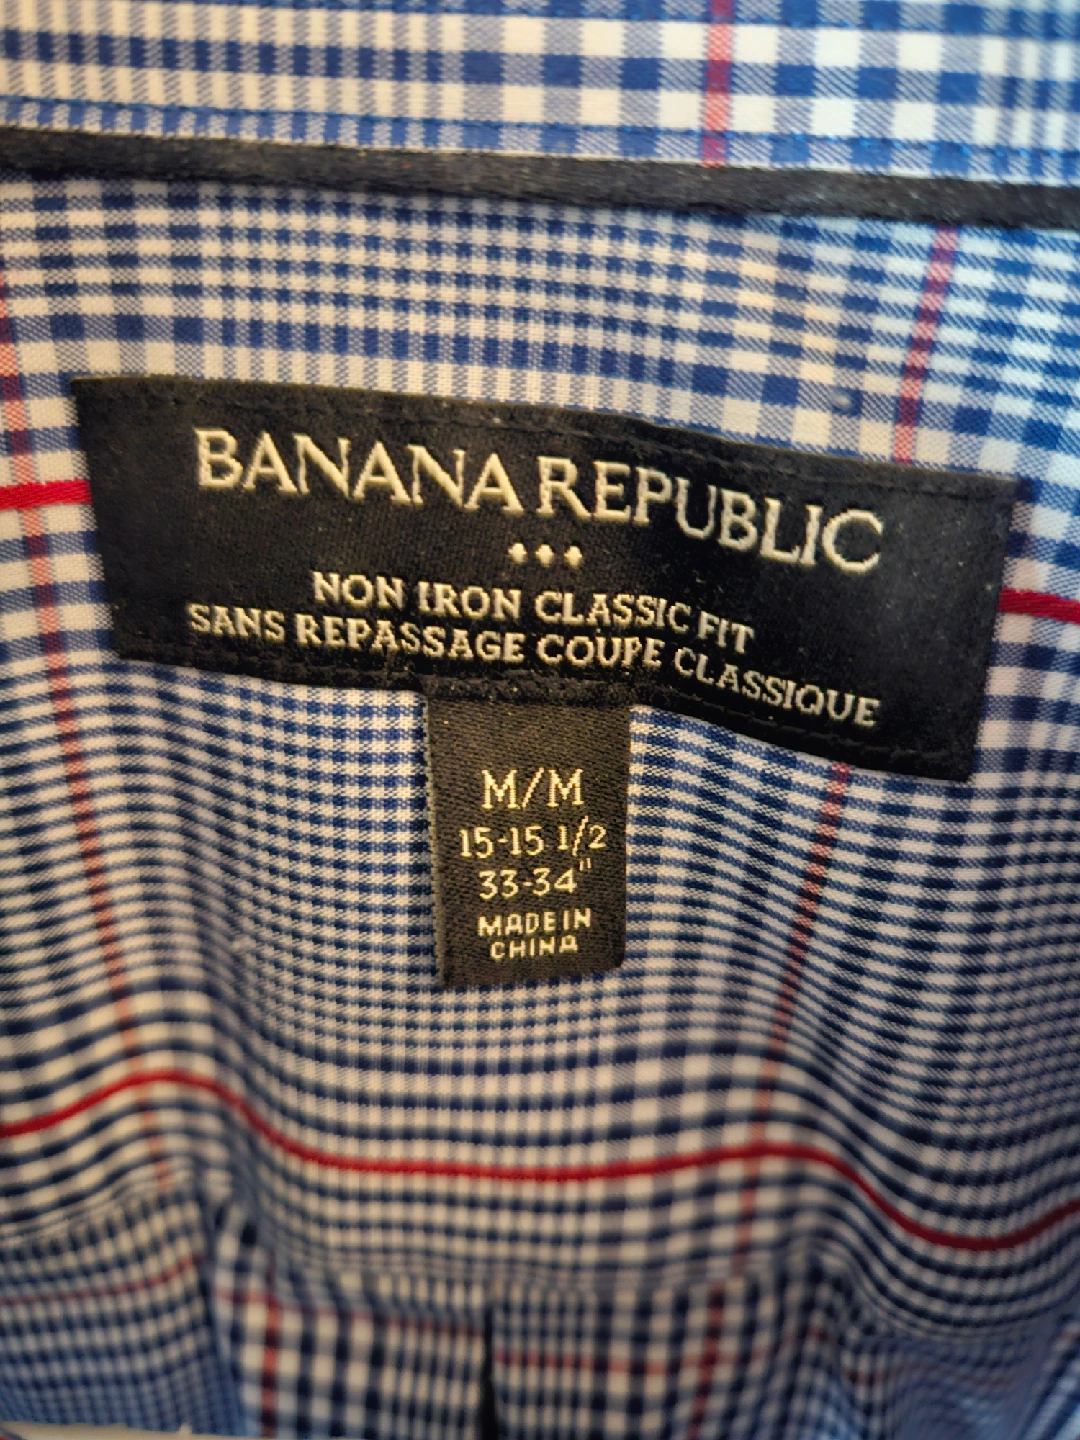 BANANA REPUBLIC
NON IRON CLASSIC FIT
SANS REPASSAGE COUPE CLASSIQUE
M/M
15-15 1/2
33-34"
MADE IN
CHINA